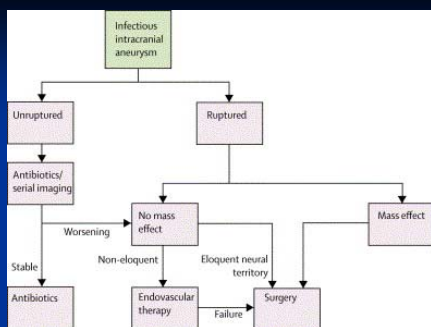 Infectious
intracranial
aneurysm
Unruptured
Ruptured
Antibiotics/
serial imaging
Worsening
No mass
effect
Mass effect
Stable
Non-eloquent
Eloquent neural
territory
Antibiotics
Endovascular
therapy
Failure
Surgery